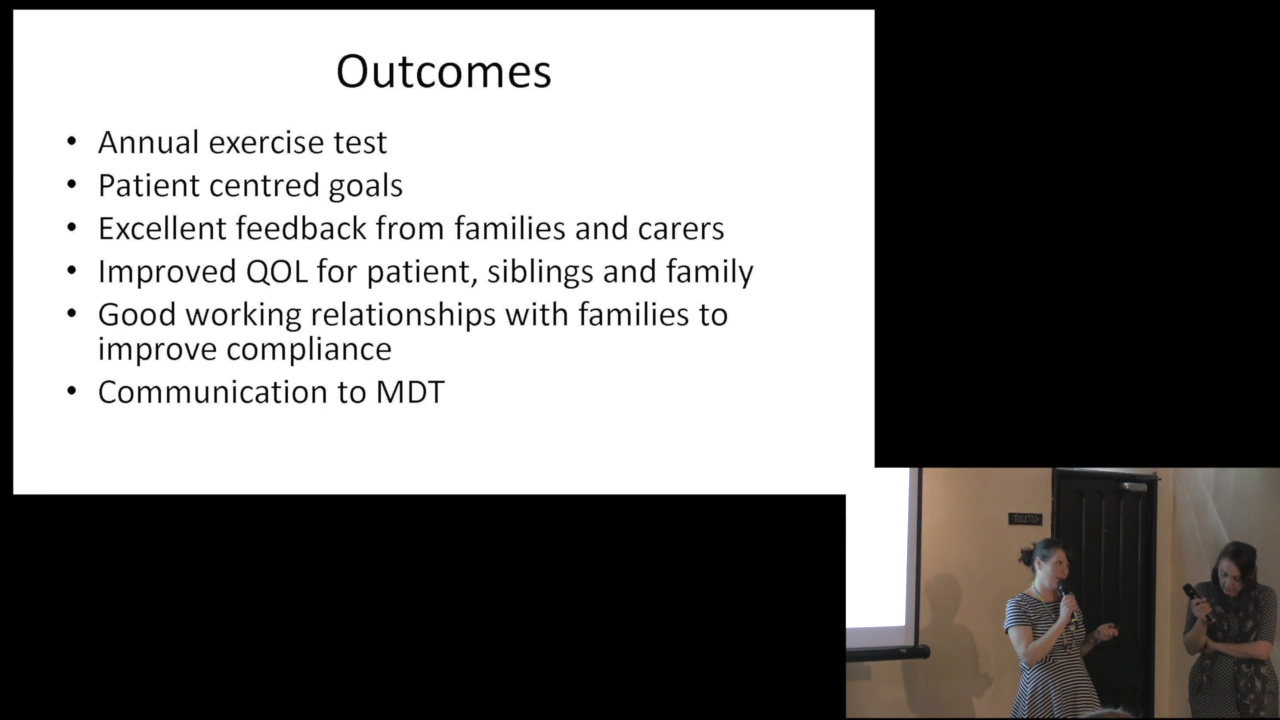 Outcomes
• Annual exercise test
• Patient centred goals
• Excellent feedback from families and carers
• Improved QOL for patient, siblings and family
• Good working relationships with families to
improve compliance
• Communication to MDT